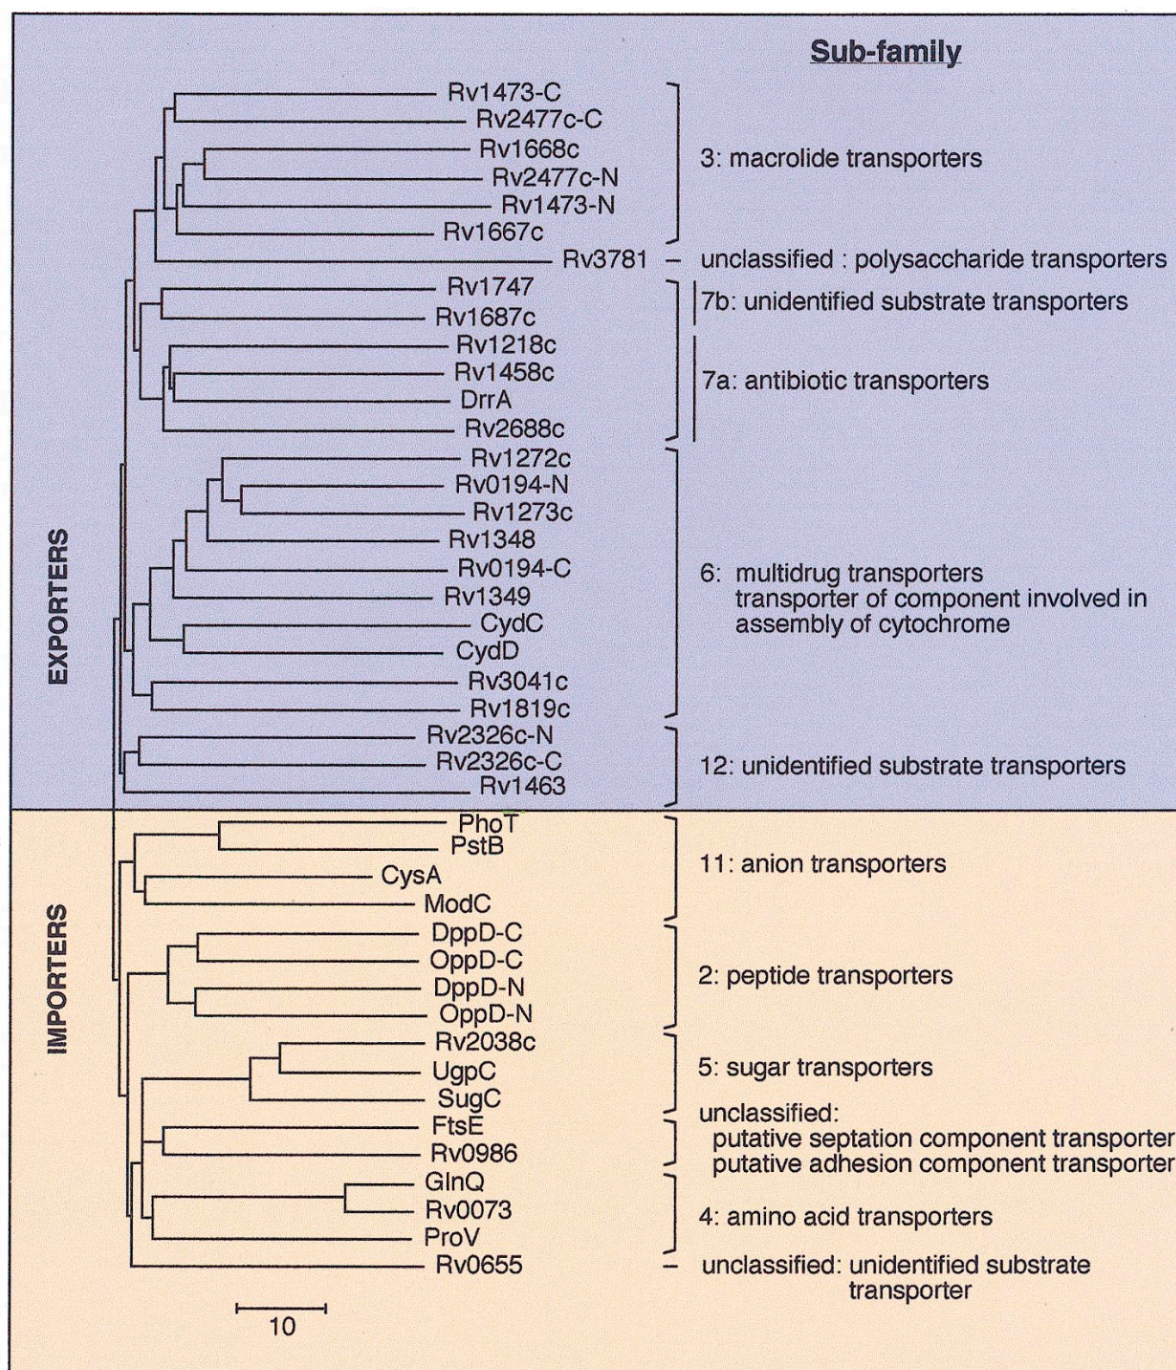 Sub-family
EXPORTERS
Rv1473-C
Rv2477c-C
Rv1668c
Rv2477c-N
Rv1473-N
Rv1667c
3: macrolide transporters
Rv3781
unclassified : polysaccharide transporters
Rv1747
Rv1687c
7b: unidentified substrate transporters
Rv1218c
Rv1458c
DrrA
Rv2688c
7a: antibiotic transporters
Rv1272c
Rv0194-N
Rv1273c
Rv1348
Rv0194-C
Rv1349
CydC
CydD
Rv3041c
Rv1819c
6: multidrug transporters
transporter of component involved in
assembly of cytochrome
Rv2326c-N
Rv2326c-C
Rv1463
12: unidentified substrate transporters
IMPORTERS
PhoT
PstB
CysA
ModC
11: anion transporters
DppD-C
OppD-C
DppD-N
OppD-N
2: peptide transporters
Rv2038c
UgpC
SugC
5: sugar transporters
FtsE
Rv0986
unclassified:
putative septation component transporter
putative adhesion component transporter
GlnQ
Rv0073
ProV
4: amino acid transporters
Rv0655
unclassified: unidentified substrate
transporter
10